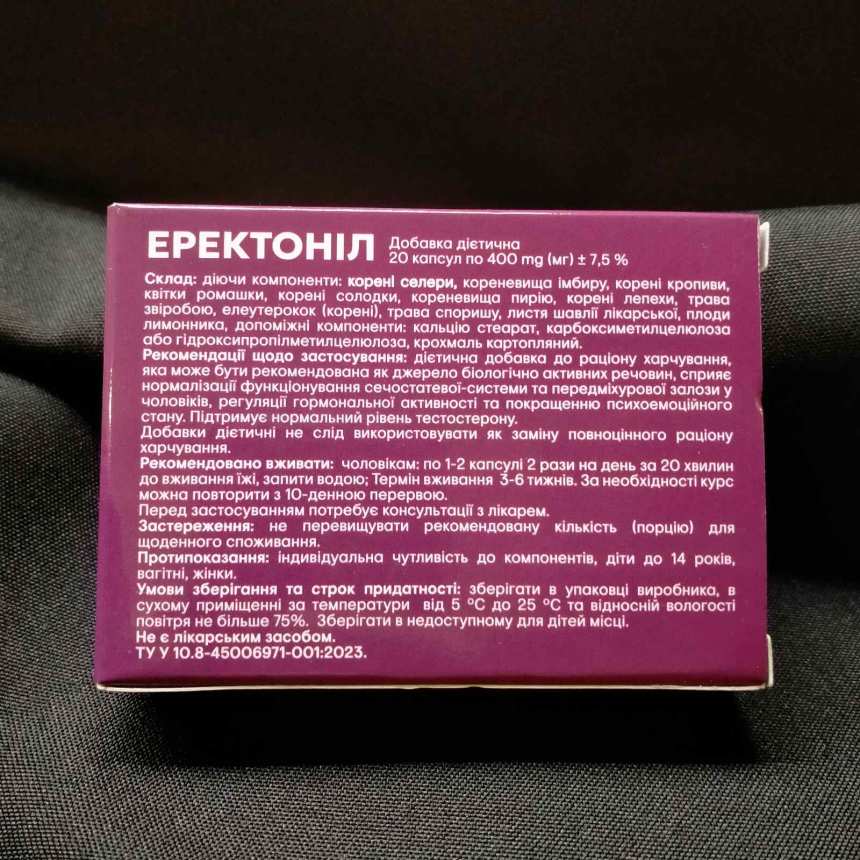 ЕРЕКТОНІЛ
Добавка дієтична
20 капсул по 400 mg (мг) ± 7,5 %
Склад: діючи компоненти: корені селери, кореневища імбиру, корені кропиви,
квітки ромашки, корені солодки, кореневища пирію, корені лепехи, трава
звіробою, елеутерокок (корені), трава споришу, листя шавлії лікарської, плоди
лимонника, допоміжні компоненти: кальцію стеарат, карбоксиметилцелюлоза
або гідроксипропілметилцелюлоза, крохмаль картопляний.
Рекомендації щодо застосування: дієтична добавка до раціону харчування,
яка може бути рекомендована як джерело біологічно активних речовин, сприяє
нормалізації функціонування сечостатевої-системи та передміхурової залози у
чоловіків, регуляції гормональної активності та покращенню психоемоційного
стану. Підтримує нормальний рівень тестостерону.
Добавки дієтичні не слід використовувати як заміну повноцінного раціону
харчування.
Рекомендовано вживати: чоловікам: по 1-2 капсулі 2 рази на день за 20 хвилин
до вживання їжі, запити водою; Термін вживання 3-6 тижнів. За необхідності курс
можна повторити з 10-денною перервою.
Перед застосуванням потребує консультації з лікарем.
Застереження: не перевищувати рекомендовану кількість (порцію) для
щоденного споживання.
Протипоказання: індивідуальна чутливість до компонентів, діти до 14 років,
вагітні, жінки.
Умови зберігання та строк придатності: зберігати в упаковці виробника, в
сухому приміщенні за температури від 5 ºС до 25 ºС та відносній вологості
повітря не більше 75%. Зберігати в недоступному для дітей місці.
Не є лікарським засобом.
ТУ У 10.8-45006971-001:2023.